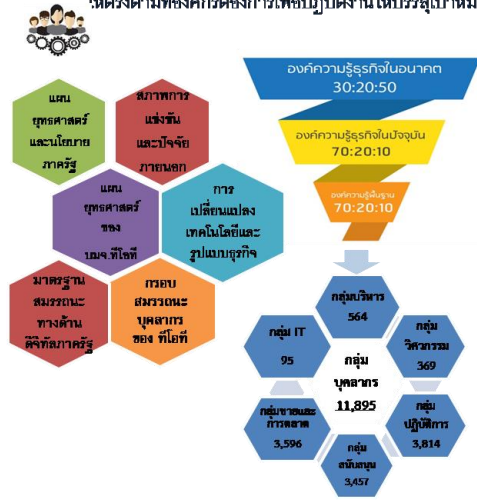 ให้ตรงตามที่องค์กรต้องการเพื่อปฏิบัติงานให้บรรลุเป้าหม
แผน
ยุทธศาสตร์
และนโยบาย
ภาครัฐ
สภาพการ
แข่งขัน
และปัจจัย
ภายนอก
แผน
ยุทธศาสตร์
ของ
บมจ.ทีโอที
การ
เปลี่ยนแปลง
เทคโนโลยีและ
รูปแบบธุรกิจ
มาตรฐาน
สมรรถนะ
ทางด้าน
ดิจิทัลภาครัฐ
กรอบ
สมรรถนะ
บุคลากร
ของ ทีโอที
องค์ความรู้ธุรกิจในอนาคต
30:20:50
องค์ความรู้ธุรกิจในปัจจุบัน
70:20:10
องค์ความรู้พื้นฐาน
70:20:10
กลุ่มบริหาร
564
กลุ่ม IT
95
กลุ่ม
วิศวกรรม
369
กลุ่ม
บุคลากร
11,895
กลุ่มขายและ
การตลาด
3,596
กลุ่ม
ปฏิบัติการ
3,814
กลุ่ม
สนับสนุน
3,457